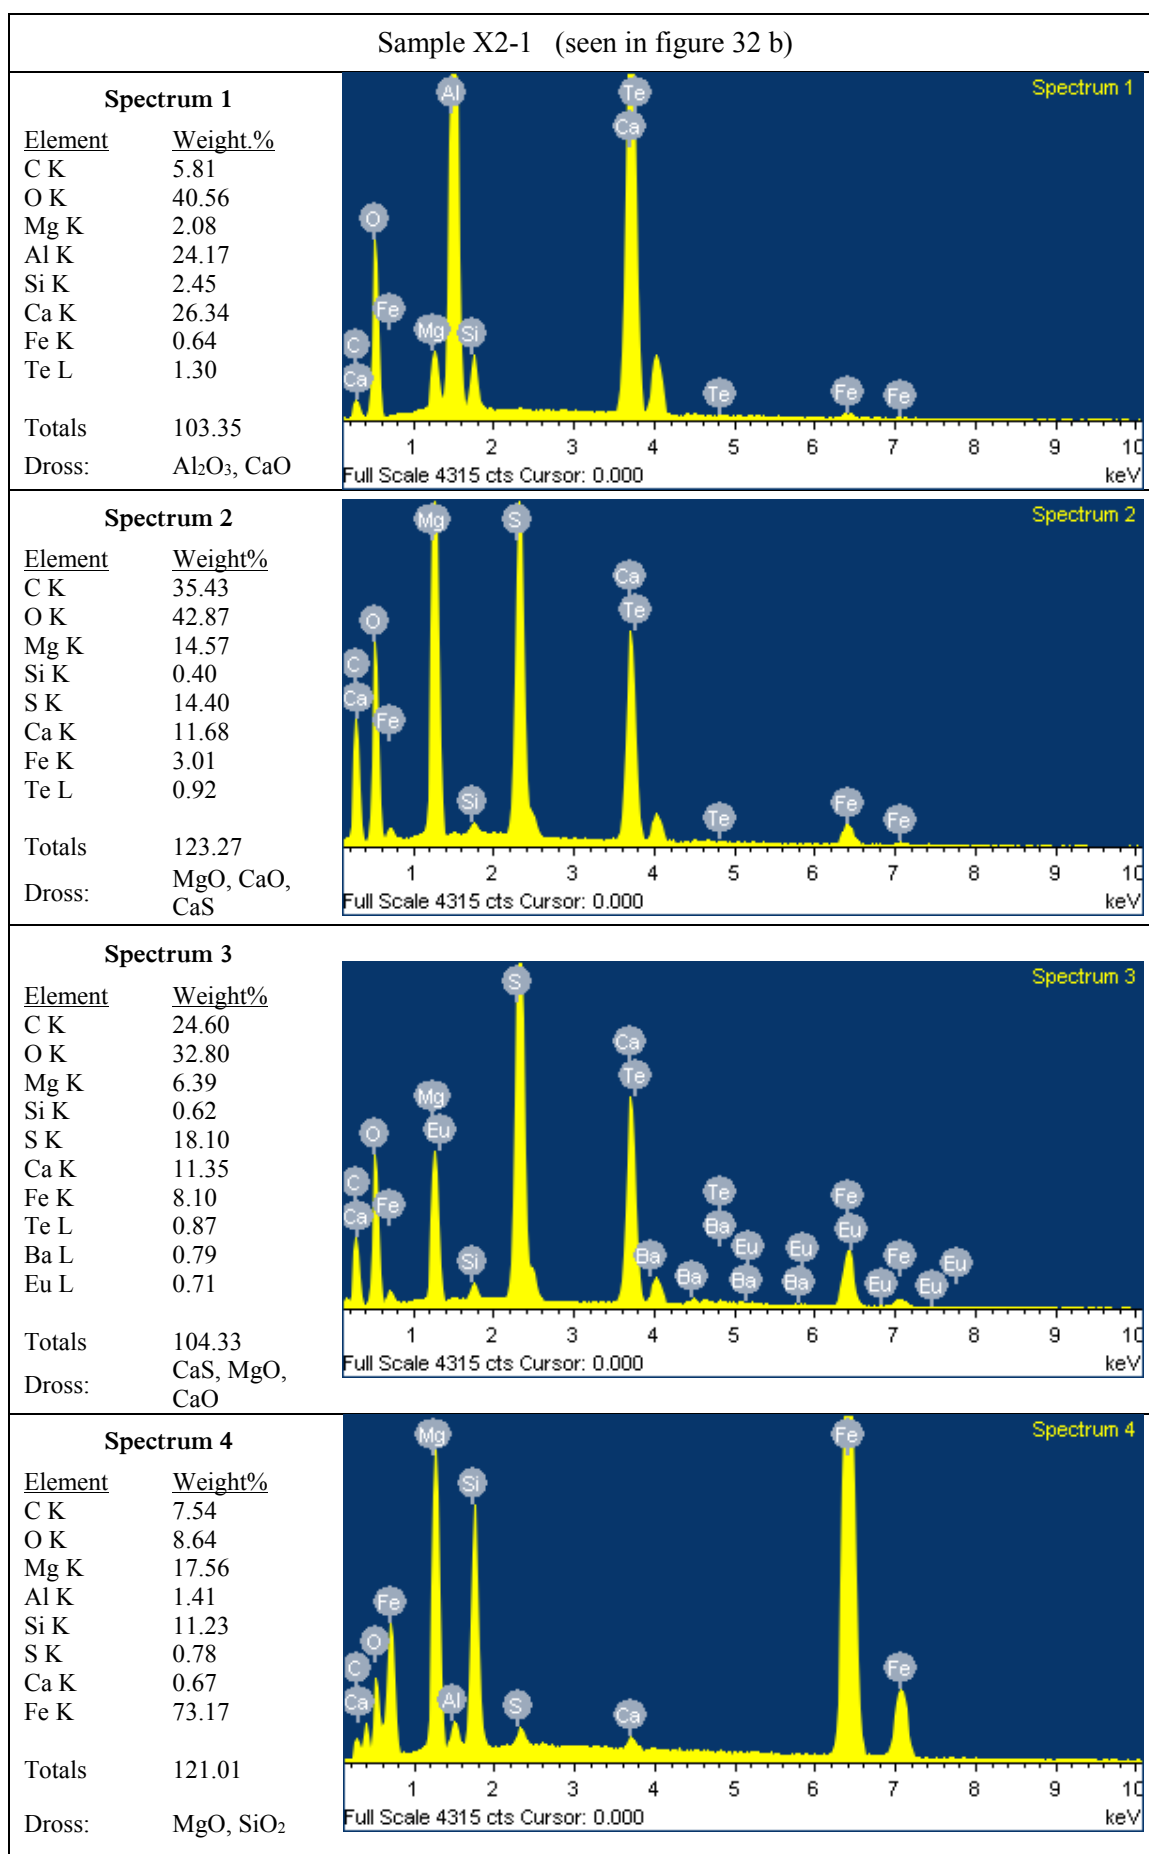 Sample X2-1 (seen in figure 32 b)
Spectrum 1
Element Weight.%
C K 5.81
O K 40.56
Mg K 2.08
Al K 24.17
Si K 2.45
Ca K 26.34
Fe K 0.64
Te L 1.30
Totals 103.35
Dross: Al₂O₃, CaO
Spectrum 1
Al Te
Ca
O
Fe
C Mg Si
Ca Te Fe Fe
1 2 3 4 5 6 7 8 9 10
Full Scale 4315 cts Cursor: 0.000 keV
Spectrum 2
Element Weight%
C K 35.43
O K 42.87
Mg K 14.57
Si K 0.40
S K 14.40
Ca K 11.68
Fe K 3.01
Te L 0.92
Totals 123.27
Dross: MgO, CaO,
CaS
Spectrum 2
Mg S
Ca
O Te
C
Ca Fe
Si Te Fe Fe
1 2 3 4 5 6 7 8 9 10
Full Scale 4315 cts Cursor: 0.000 keV
Spectrum 3
Element Weight%
C K 24.60
O K 32.80
Mg K 6.39
Si K 0.62
S K 18.10
Ca K 11.35
Fe K 8.10
Te L 0.87
Ba L 0.79
Eu L 0.71
Totals 104.33
Dross: CaS, MgO,
CaO
Spectrum 3
S
Ca
Mg Te
O Eu
C Te Fe
Ca Fe Ba Eu Eu Eu
Si Ba Ba Ba Ba Eu Fe Eu Eu
1 2 3 4 5 6 7 8 9 10
Full Scale 4315 cts Cursor: 0.000 keV
Spectrum 4
Element Weight%
C K 7.54
O K 8.64
Mg K 17.56
Al K 1.41
Si K 11.23
S K 0.78
Ca K 0.67
Fe K 73.17
Totals 121.01
Dross: MgO, SiO₂
Spectrum 4
Mg Fe
Si
Fe
O
C Fe
Ca Al S Ca
1 2 3 4 5 6 7 8 9 10
Full Scale 4315 cts Cursor: 0.000 keV